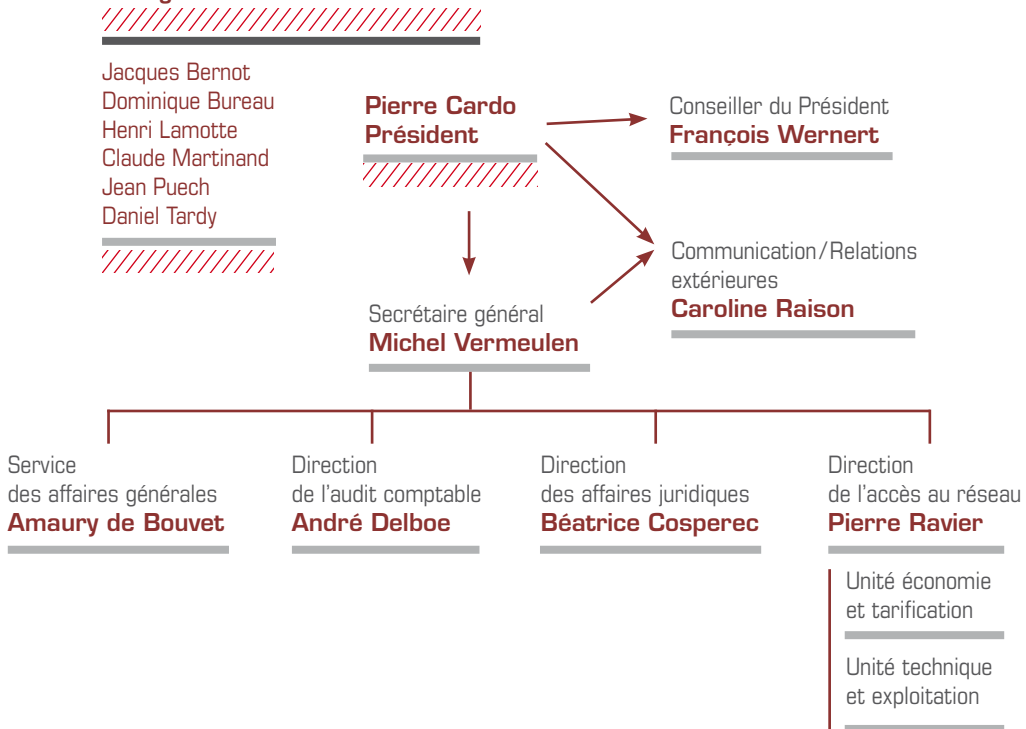 Jacques Bernot
Dominique Bureau
Henri Lamotte
Claude Martinand
Jean Puech
Daniel Tardy
Pierre Cardo
Président
Conseiller du Président
François Wernert
Communication/Relations
extérieures
Caroline Raison
Secrétaire général
Michel Vermeulen
Service
des affaires générales
Amaury de Bouvet
Direction
de l'audit comptable
André Delboe
Direction
des affaires juridiques
Béatrice Cosperec
Direction
de l'accès au réseau
Pierre Ravier
Unité économie
et tarification
Unité technique
et exploitation